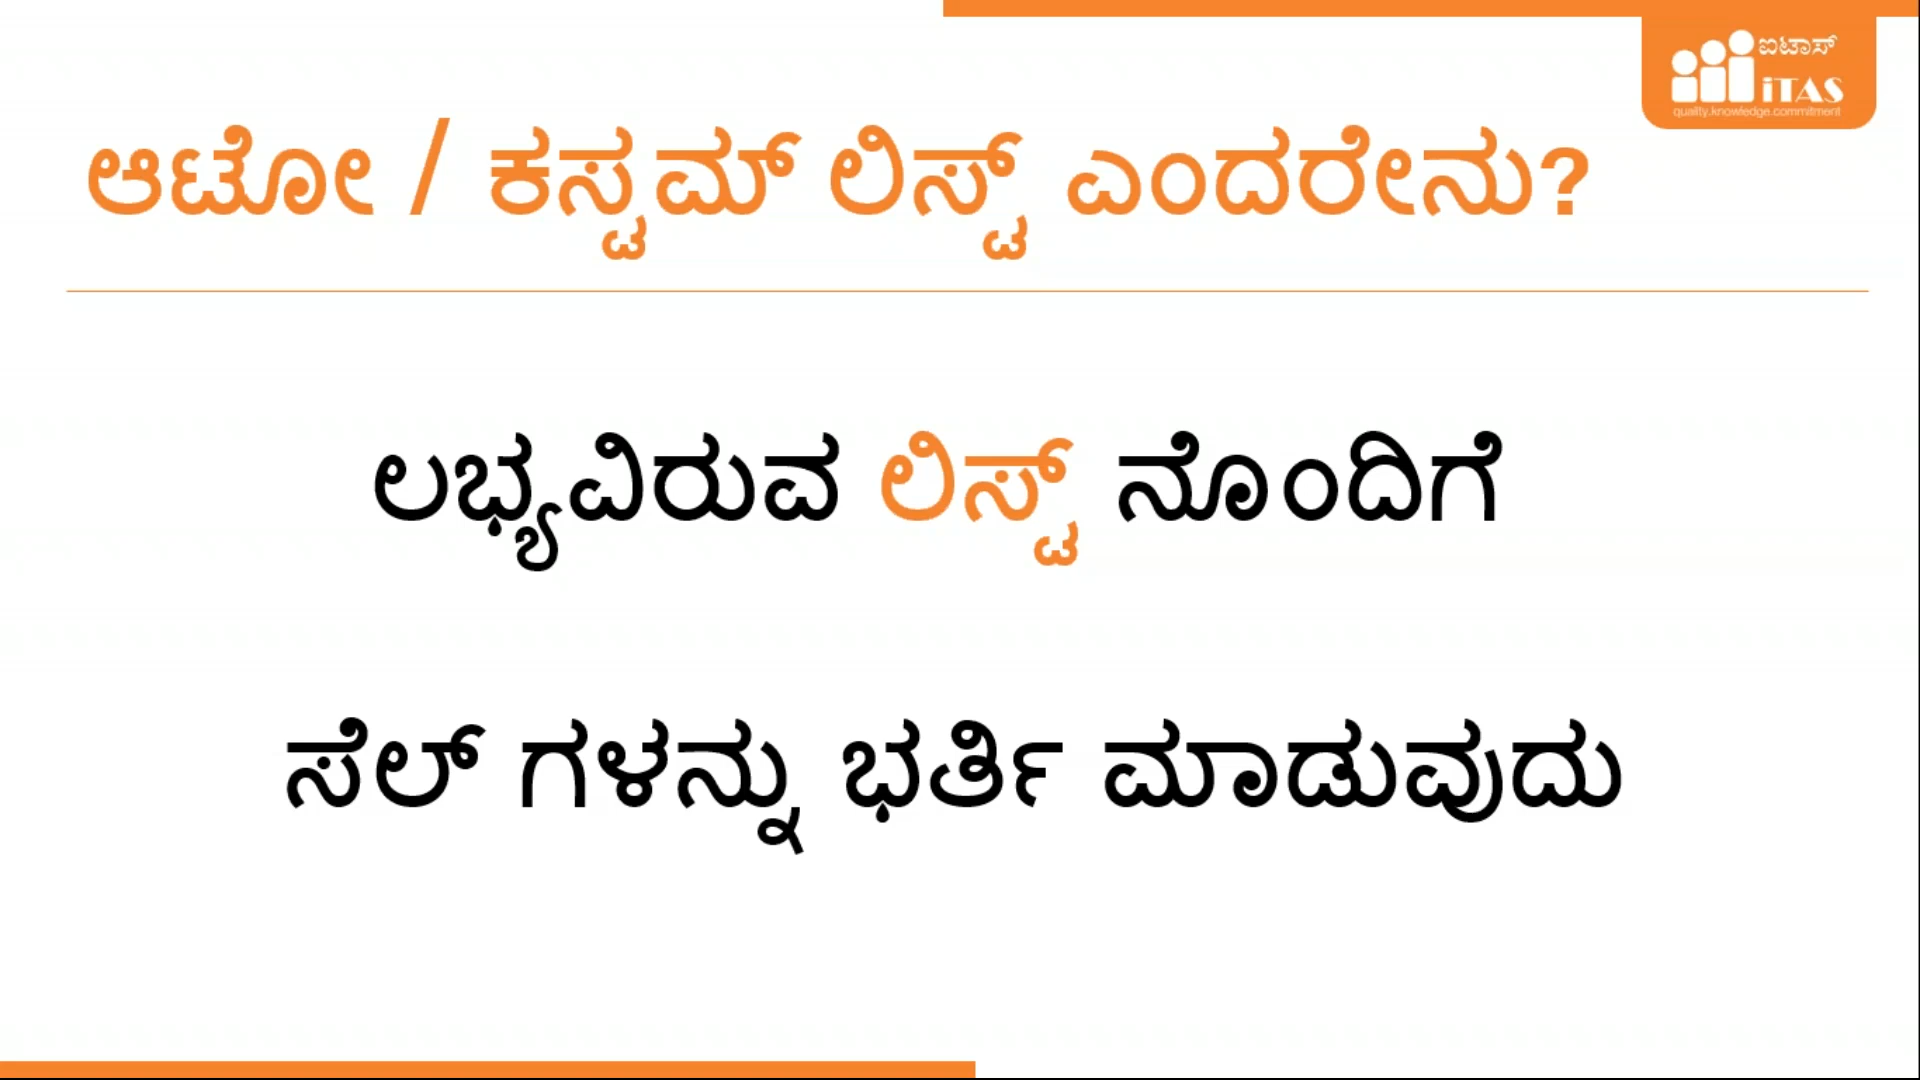 ಐಟಾಸ್
iTAS
quality.knowledge.commitment
ಆಟೋ / ಕಸ್ಟಮ್ ಲಿಸ್ಟ್ ಎಂದರೇನು?
ಲಭ್ಯವಿರುವ ಲಿಸ್ಟ್ ನೊಂದಿಗೆ
ಸೆಲ್ ಗಳನ್ನು ಭರ್ತಿ ಮಾಡುವುದು